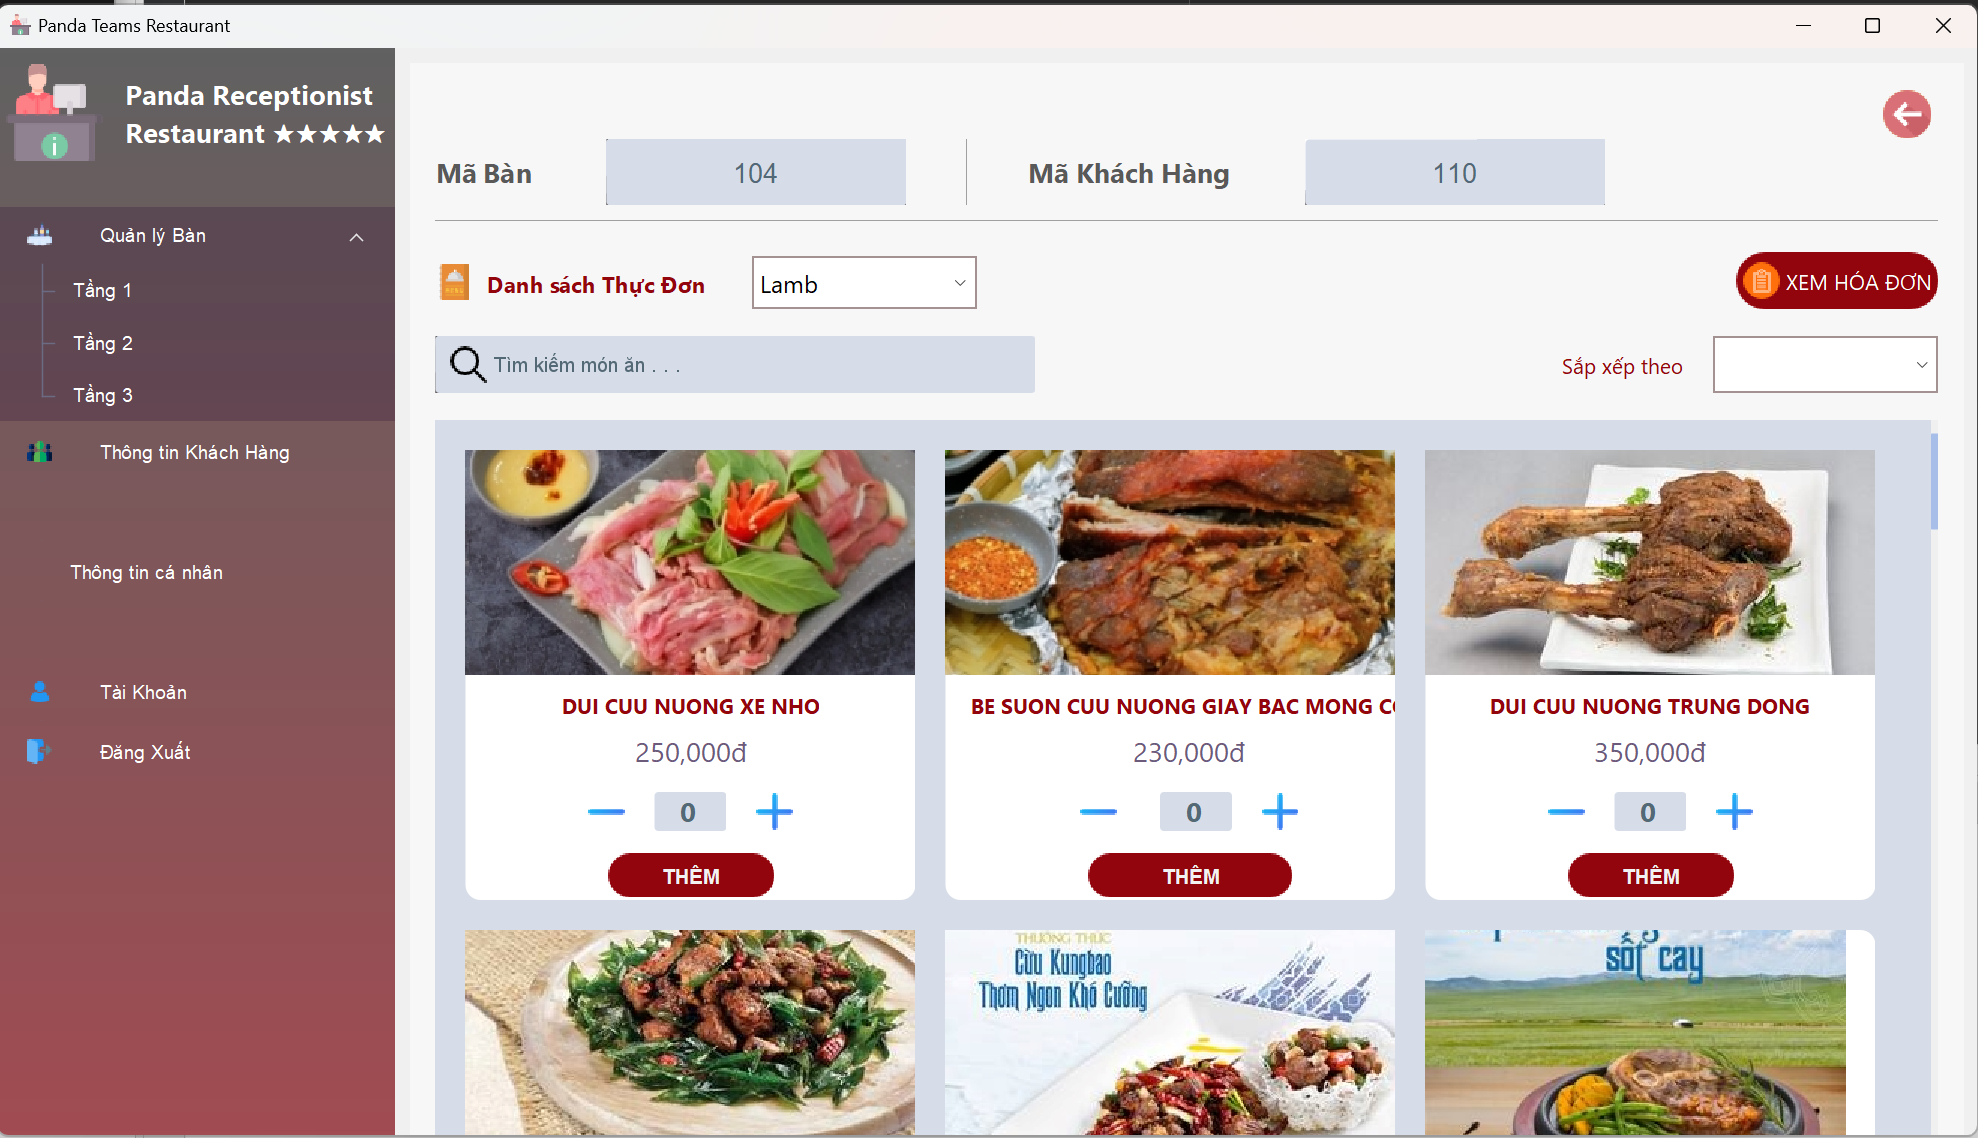 Panda Teams Restaurant
Panda Receptionist
Restaurant ★★★★★
Quản lý Bàn
Tầng 1
Tầng 2
Tầng 3
Thông tin Khách Hàng
Thông tin cá nhân
Tài Khoản
Đăng Xuất
Mã Bàn
104
Mã Khách Hàng
110
Danh sách Thực Đơn
Lamb
XEM HÓA ĐƠN
Tìm kiếm món ăn . . .
Sắp xếp theo
DUI CUU NUONG XE NHO
250,000đ
0
THÊM
BE SUON CUU NUONG GIAY BAC MONG
230,000đ
0
THÊM
DUI CUU NUONG TRUNG DONG
350,000đ
0
THÊM
THƯỞNG THỨC
Cừu Kungbao
Thơm Ngon Khó Cưỡng
sốt cay